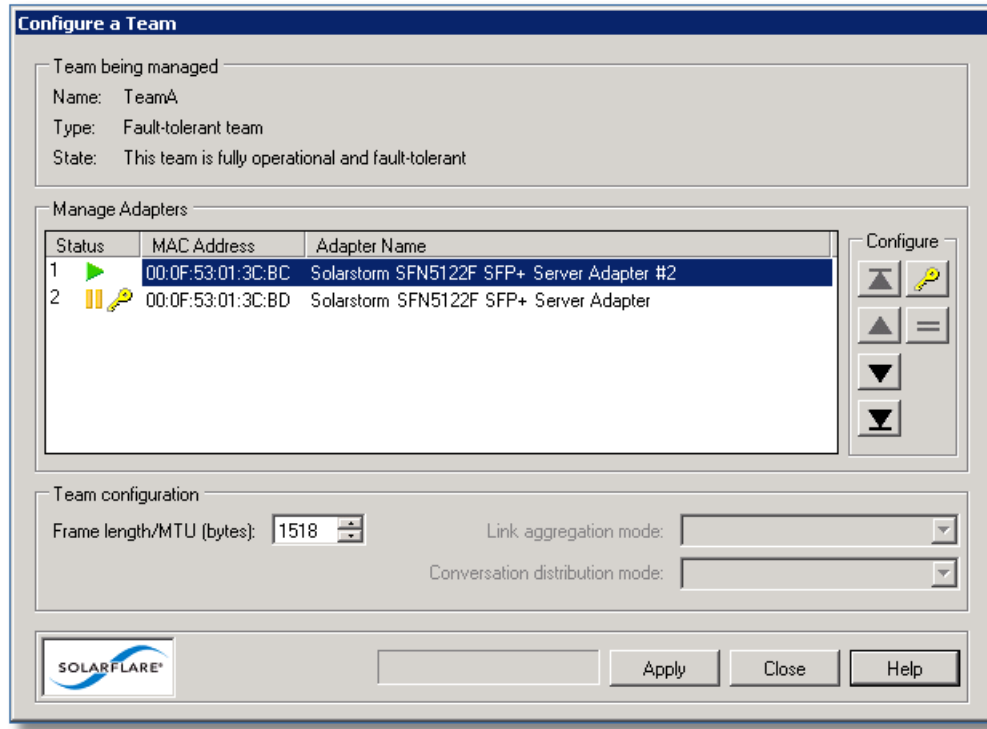 Configure a Team
Team being managed
Name: TeamA
Type: Fault-tolerant team
State: This team is fully operational and fault-tolerant
Manage Adapters
Status MAC Address Adapter Name
1 00:0F:53:01:3C:BC Solarstorm SFN5122F SFP+ Server Adapter #2
2 00:0F:53:01:3C:BD Solarstorm SFN5122F SFP+ Server Adapter
Configure
Team configuration
Frame length/MTU (bytes): 1518
Link aggregation mode:
Conversation distribution mode:
SOLARFLARE®
Apply
Close
Help